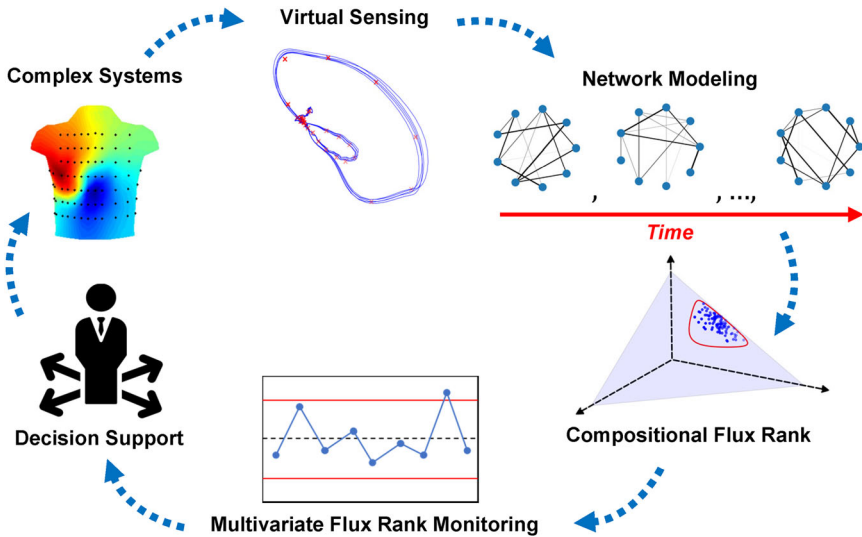 Virtual Sensing
Complex Systems
Network Modeling
, , ...,
Time
Decision Support
Compositional Flux Rank
Multivariate Flux Rank Monitoring